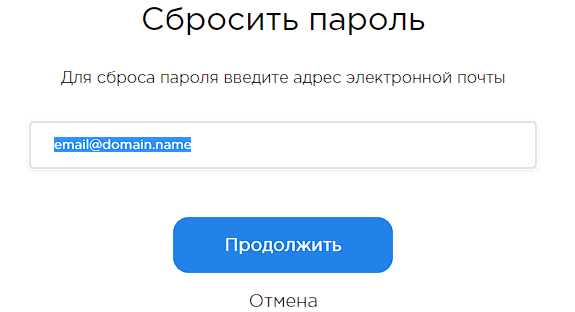 Сбросить пароль
Для сброса пароля введите адрес электронной почты
email@domain.name
Продолжить
Отмена